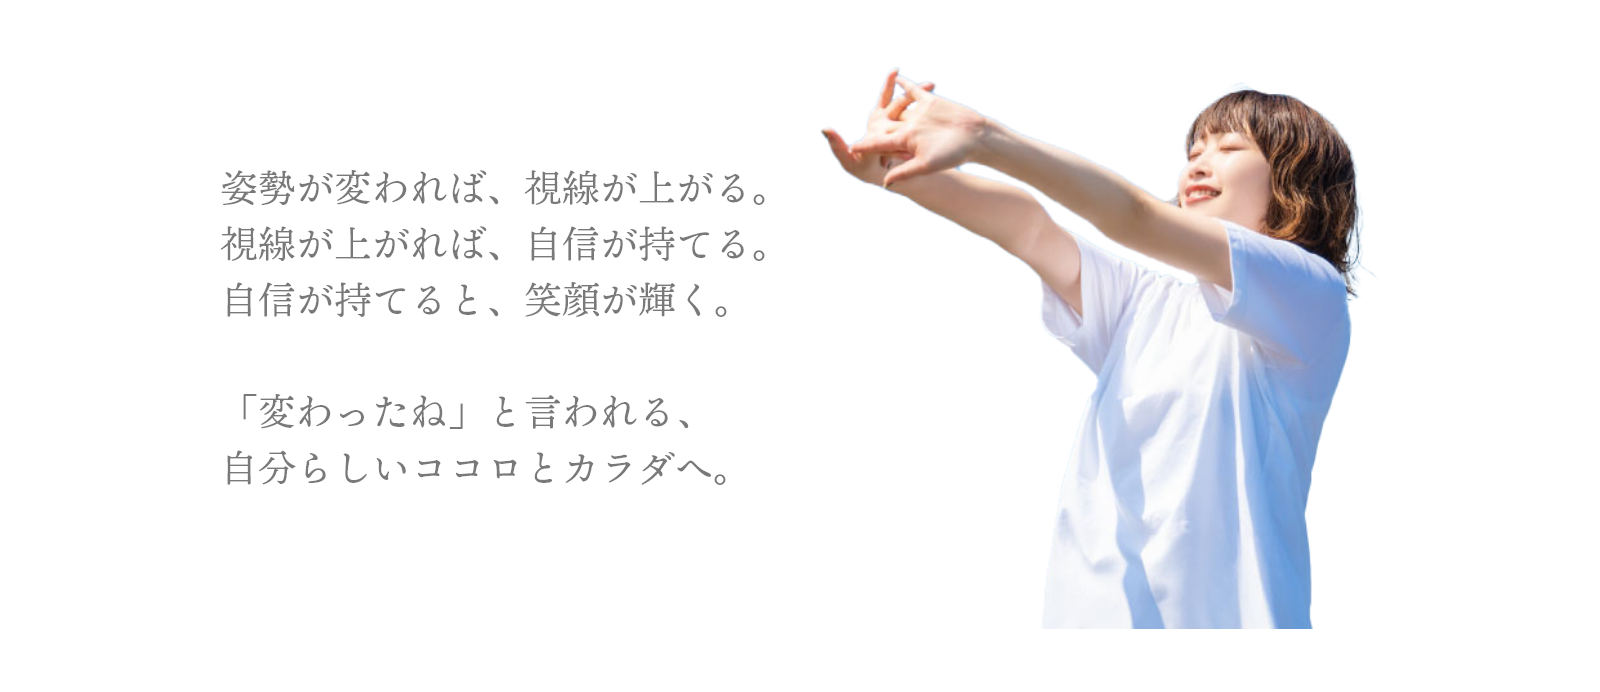 姿勢が変われば、視線が上がる。
視線が上がれば、自信が持てる。
自信が持てると、笑顔が輝く。
「変わったね」と言われる、
自分らしいココロとカラダへ。